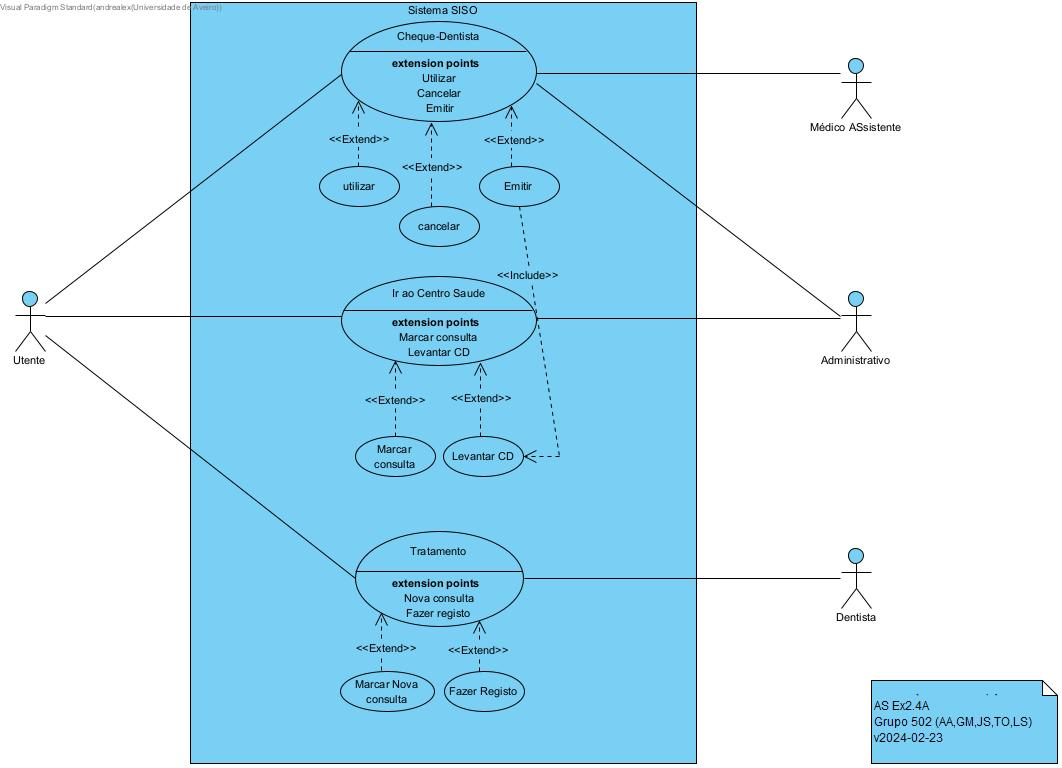 Visual Paradigm Standard(andrealex(Universidade de Aveiro))
Sistema SISO
Cheque-Dentista
extension points
Utilizar
Cancelar
Emitir
<<Extend>>
<<Extend>>
<<Extend>>
utilizar
Emitir
cancelar
Médico ASsistente
<<Include>>
Ir ao Centro Saude
extension points
Marcar consulta
Levantar CD
Utente
Administrativo
<<Extend>>
<<Extend>>
Marcar
consulta
Levantar CD
Tratamento
extension points
Nova consulta
Fazer registo
Dentista
<<Extend>>
<<Extend>>
Marcar Nova
consulta
Fazer Registo
AS Ex2.4A
Grupo 502 (AA,GM,JS,TO,LS)
v2024-02-23